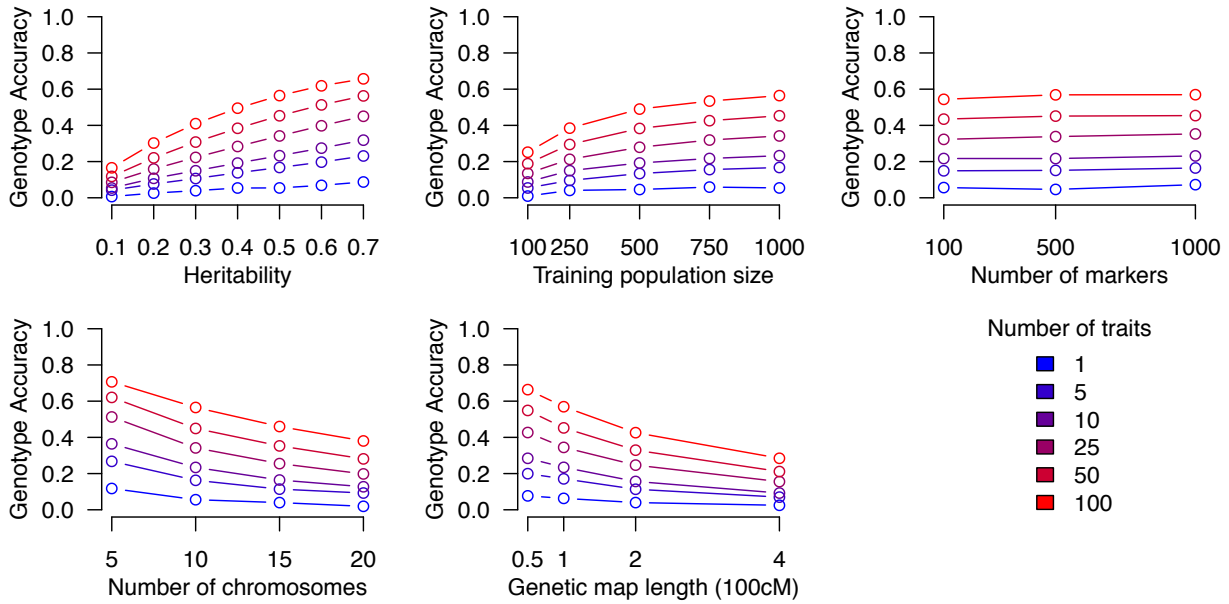 Genotype Accuracy
1.0
0.8
0.6
0.4
0.2
0.0
0.1 0.2 0.3 0.4 0.5 0.6 0.7
Heritability
Genotype Accuracy
1.0
0.8
0.6
0.4
0.2
0.0
100 250 500 750 1000
Training population size
Genotype Accuracy
1.0
0.8
0.6
0.4
0.2
0.0
100 500 1000
Number of markers
Genotype Accuracy
1.0
0.8
0.6
0.4
0.2
0.0
5 10 15 20
Number of chromosomes
Genotype Accuracy
1.0
0.8
0.6
0.4
0.2
0.0
0.5 1 2 4
Genetic map length (100cM)
Number of traits
1
5
10
25
50
100